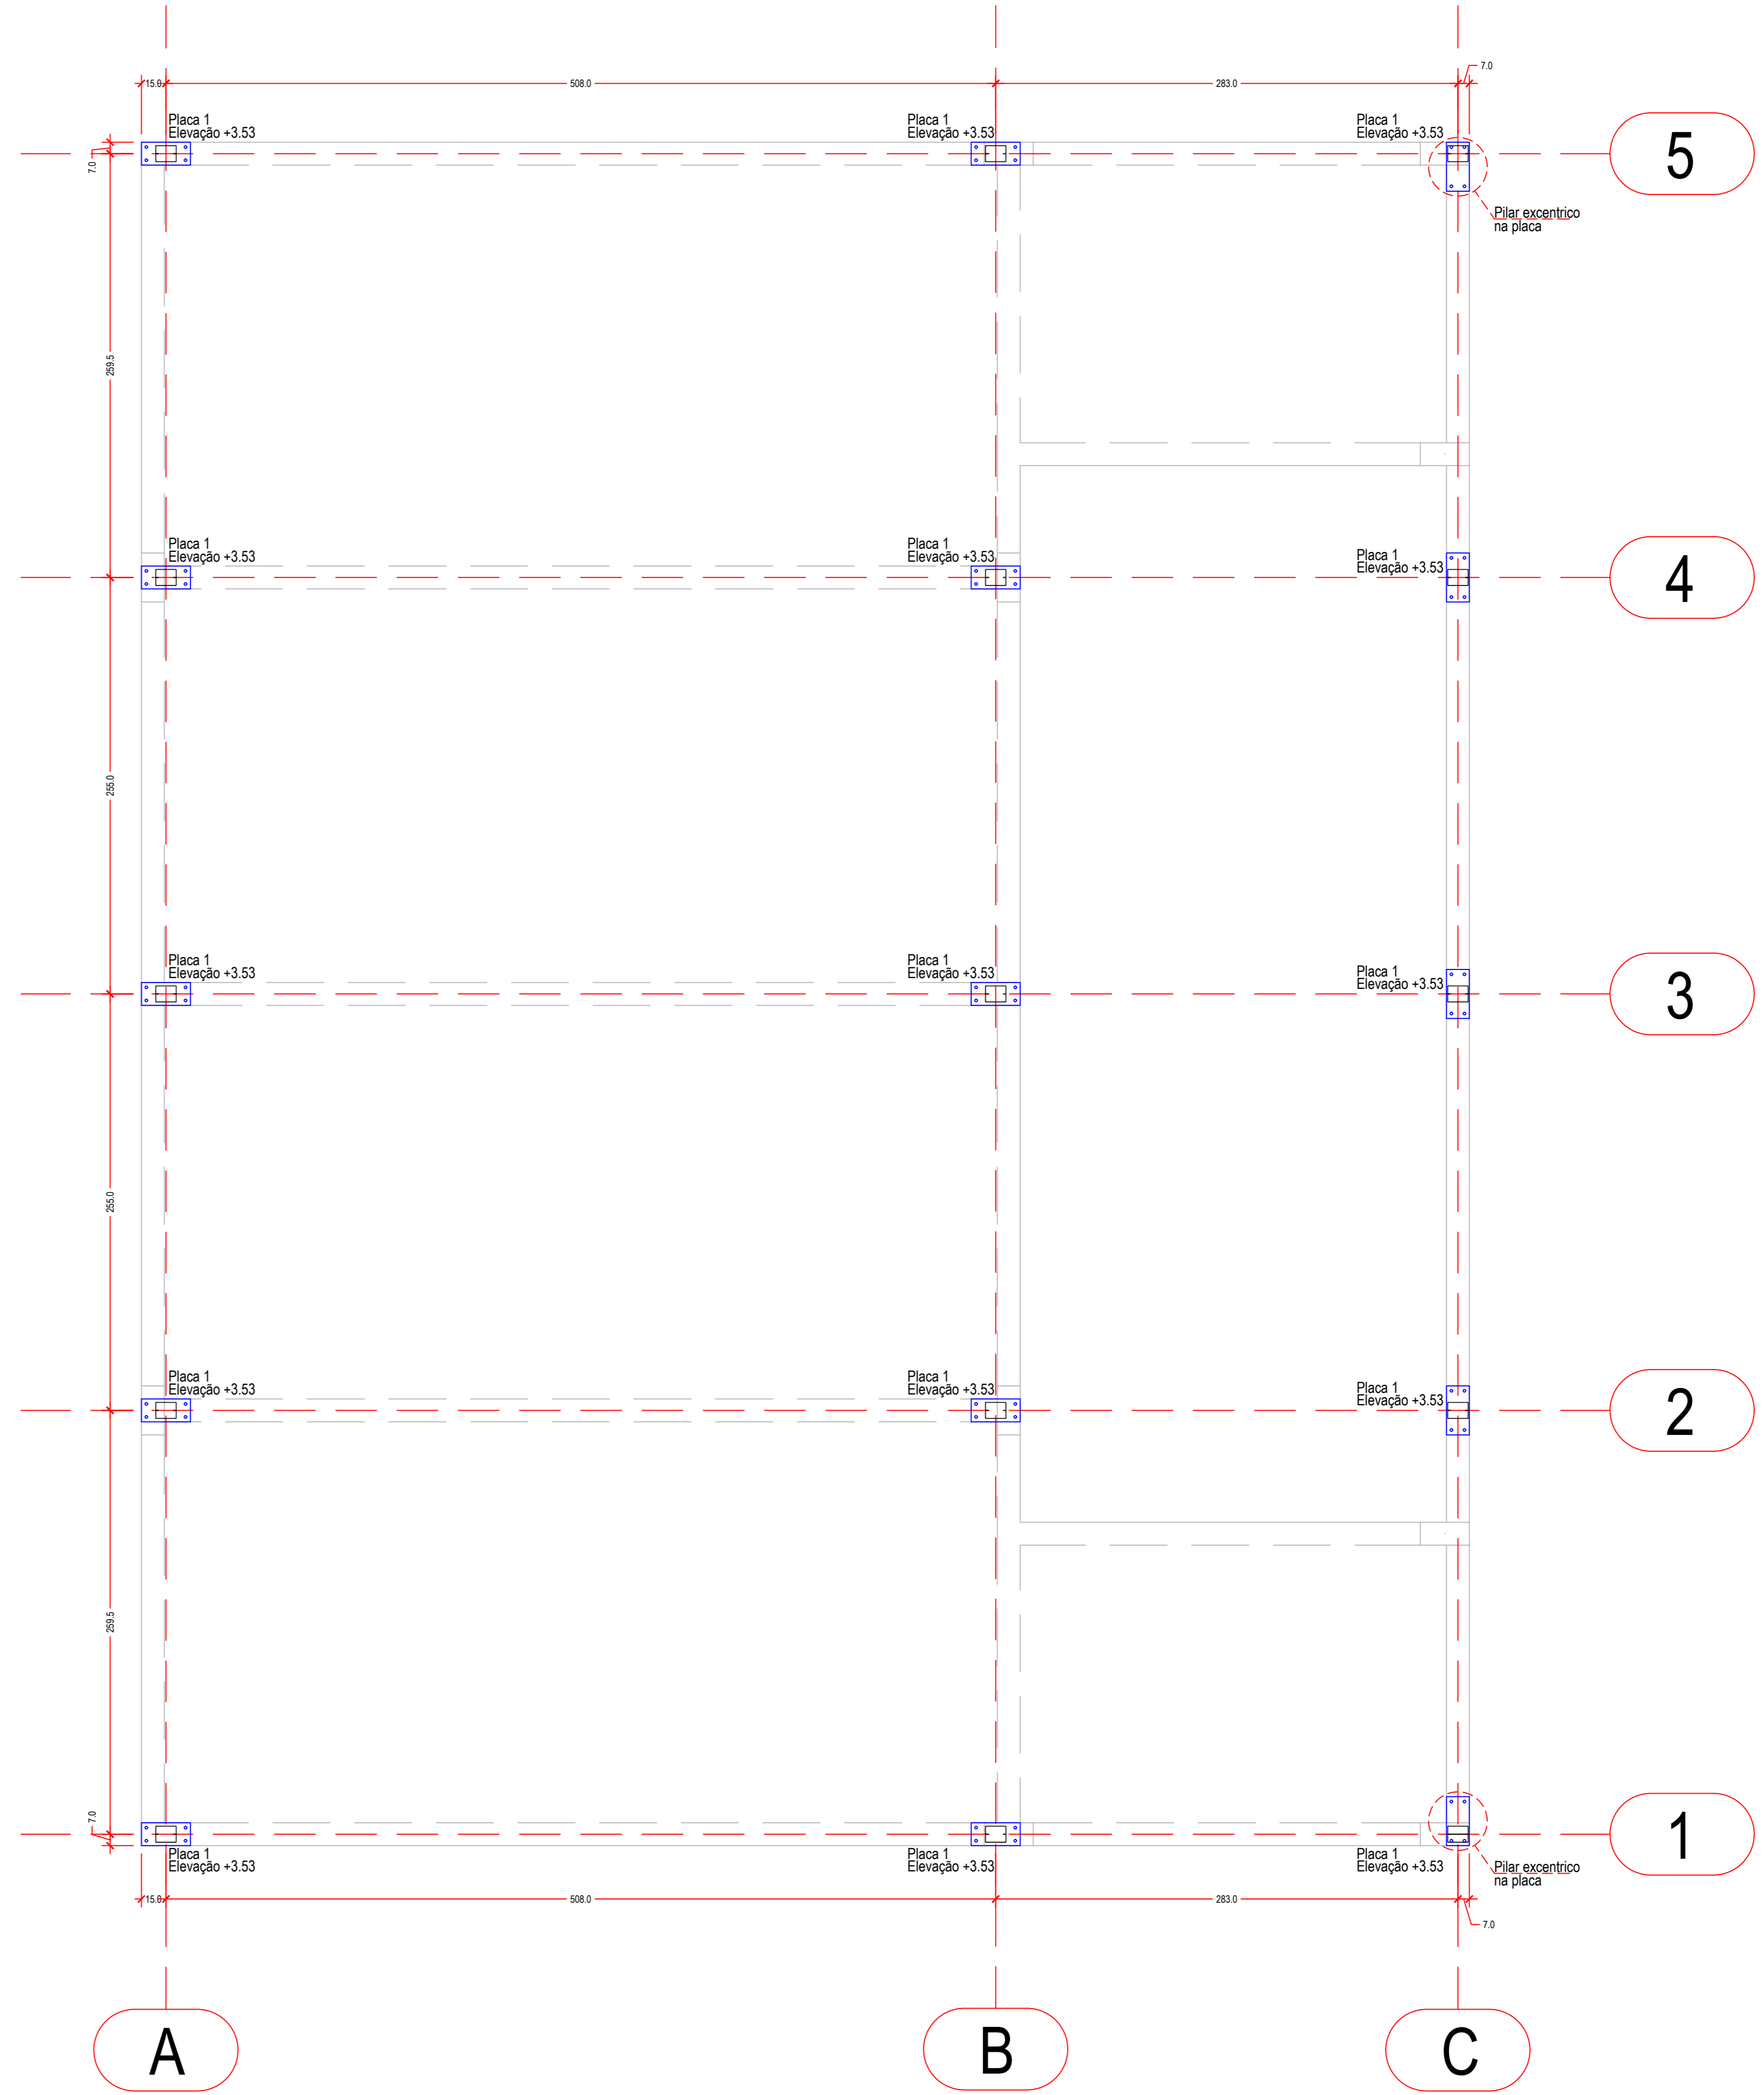 7.0
15.0
508.0
283.0
Placa 1
Elevação +3.53
Placa 1
Elevação +3.53
Placa 1
Elevação +3.53
5
7.0
Pilar excentrico
na placa
259.5
Placa 1
Elevação +3.53
Placa 1
Elevação +3.53
Placa 1
Elevação +3.53
4
255.0
Placa 1
Elevação +3.53
Placa 1
Elevação +3.53
Placa 1
Elevação +3.53
3
255.0
Placa 1
Elevação +3.53
Placa 1
Elevação +3.53
Placa 1
Elevação +3.53
2
259.5
7.0
1
Placa 1
Elevação +3.53
Placa 1
Elevação +3.53
Placa 1
Elevação +3.53
Pilar excentrico
na placa
15.0
508.0
283.0
7.0
A
B
C